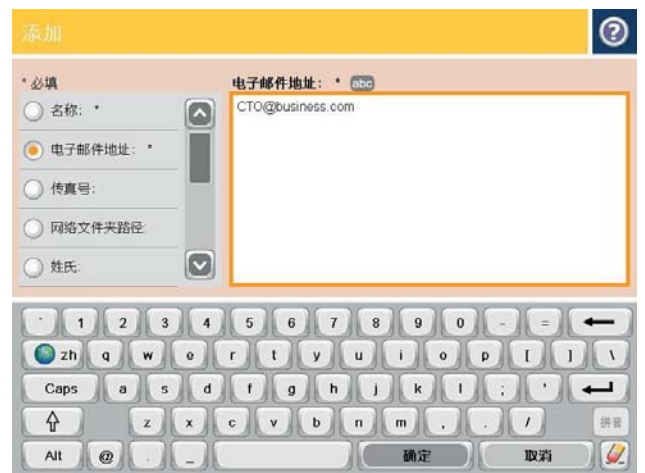 添加
* 必填
电子邮件地址: * abc
名称: *
CTO@business.com
电子邮件地址: *
传真号:
网络文件夹路径:
姓氏:
` 1 2 3 4 5 6 7 8 9 0 - =
zh q w e r t y u i o p [ ] \
Caps a s d f g h j k l ; '
z x c v b n m , . / 拼音
Alt @ . _ 确定 取消